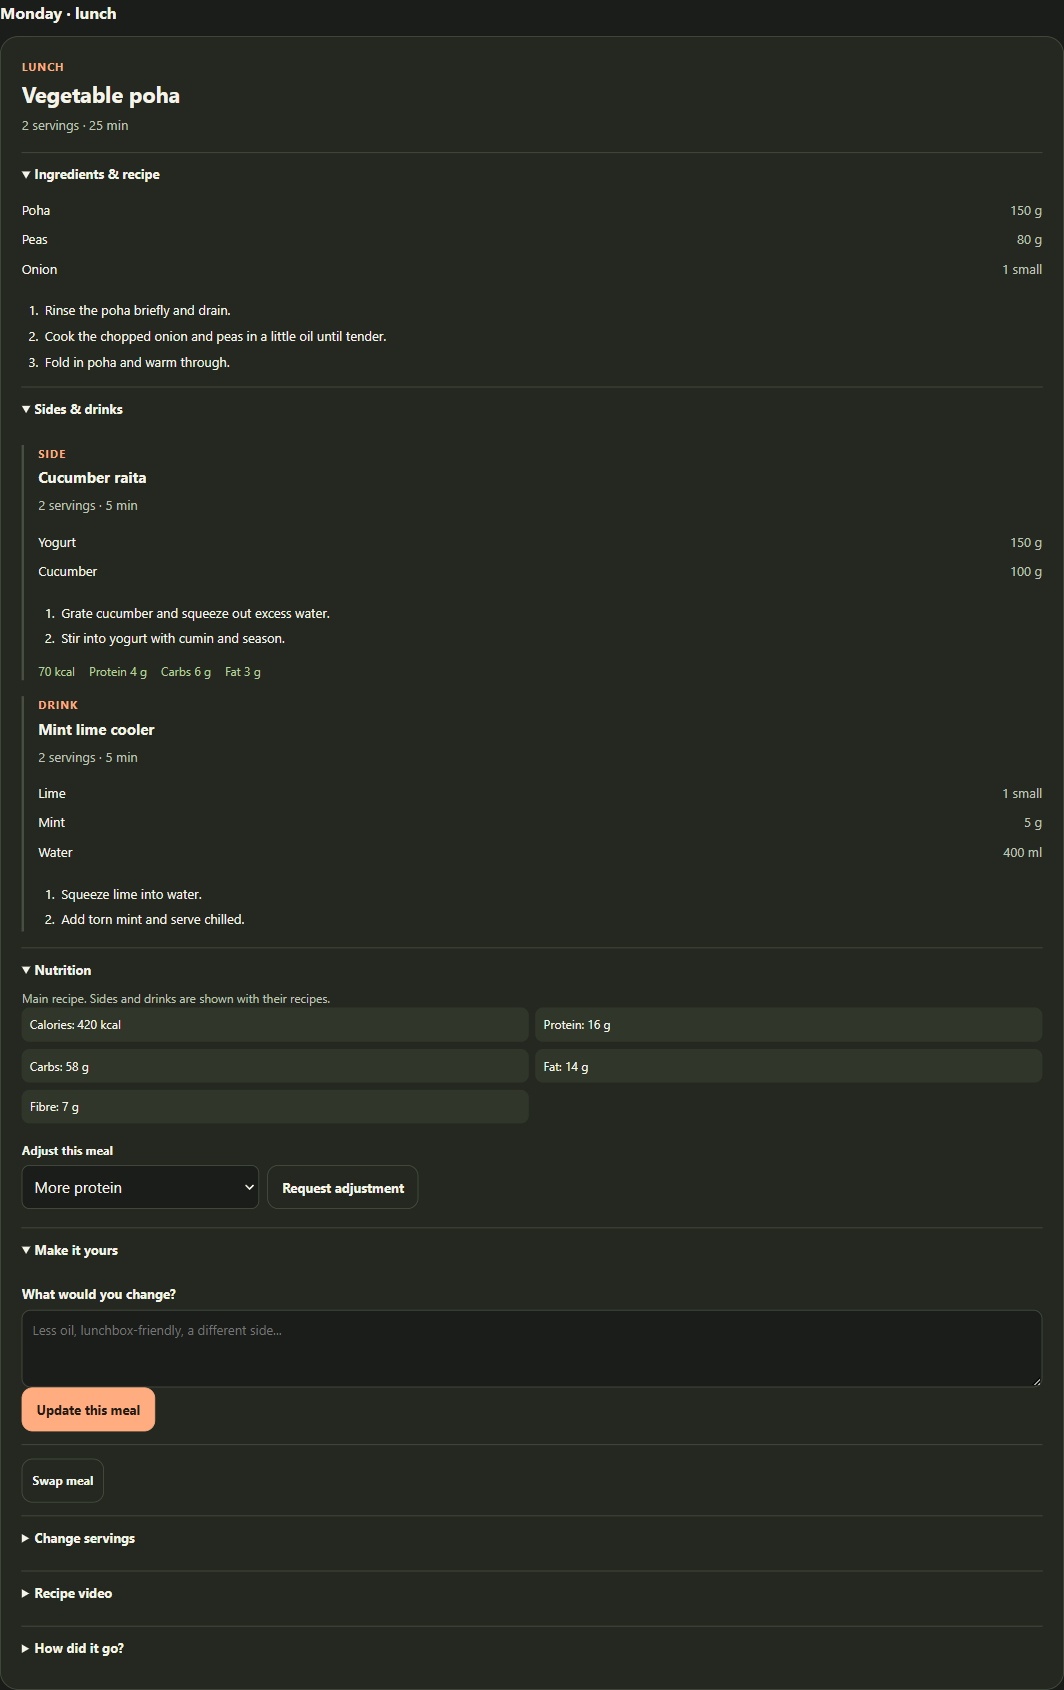 Monday · lunch
LUNCH
Vegetable poha
2 servings · 25 min
▼ Ingredients & recipe
Poha 150 g
Peas 80 g
Onion 1 small
1. Rinse the poha briefly and drain.
2. Cook the chopped onion and peas in a little oil until tender.
3. Fold in poha and warm through.
▼ Sides & drinks
SIDE
Cucumber raita
2 servings · 5 min
Yogurt 150 g
Cucumber 100 g
1. Grate cucumber and squeeze out excess water.
2. Stir into yogurt with cumin and season.
70 kcal Protein 4 g Carbs 6 g Fat 3 g
DRINK
Mint lime cooler
2 servings · 5 min
Lime 1 small
Mint 5 g
Water 400 ml
1. Squeeze lime into water.
2. Add torn mint and serve chilled.
▼ Nutrition
Main recipe. Sides and drinks are shown with their recipes.
Calories: 420 kcal Protein: 16 g
Carbs: 58 g Fat: 14 g
Fibre: 7 g
Adjust this meal
More protein Request adjustment
▼ Make it yours
What would you change?
Less oil, lunchbox-friendly, a different side...
Update this meal
Swap meal
▶ Change servings
▶ Recipe video
▶ How did it go?